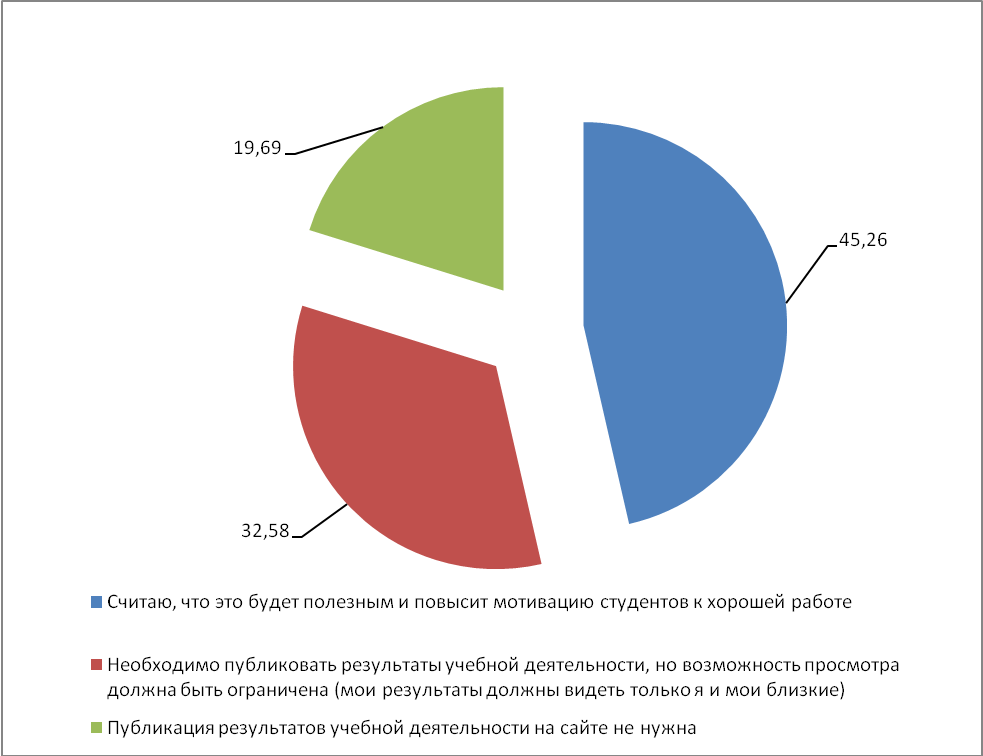 19,69
45,26
32,58
Считаю, что это будет полезным и повысит мотивацию студентов к хорошей работе
Необходимо публиковать результаты учебной деятельности, но возможность просмотра
должна быть ограничена (мои результаты должны видеть только я и мои близкие)
Публикация результатов учебной деятельности на сайте не нужна